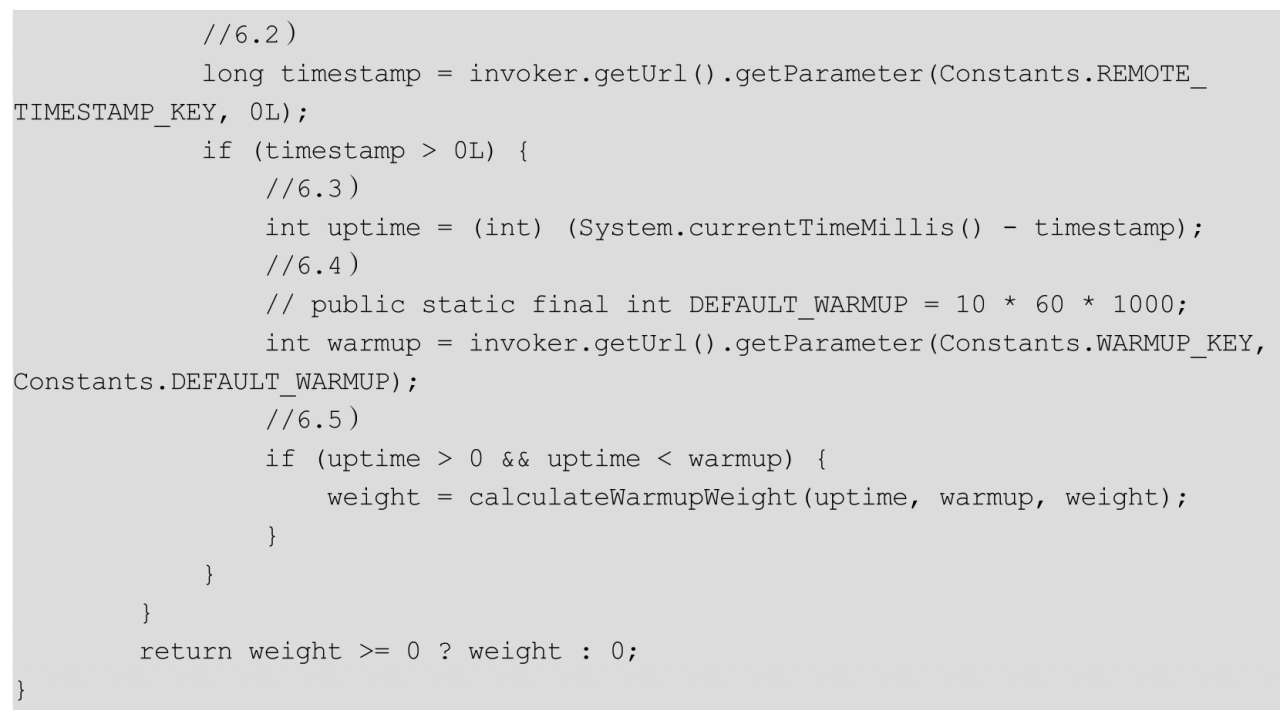 //6.2）
long timestamp = invoker.getUrl().getParameter(Constants.REMOTE_
TIMESTAMP_KEY, 0L);
if (timestamp > 0L) {
//6.3）
int uptime = (int) (System.currentTimeMillis() - timestamp);
//6.4）
// public static final int DEFAULT_WARMUP = 10 * 60 * 1000;
int warmup = invoker.getUrl().getParameter(Constants.WARMUP_KEY,
Constants.DEFAULT_WARMUP);
//6.5）
if (uptime > 0 && uptime < warmup) {
weight = calculateWarmupWeight(uptime, warmup, weight);
}
}
}
return weight >= 0 ? weight : 0;
}